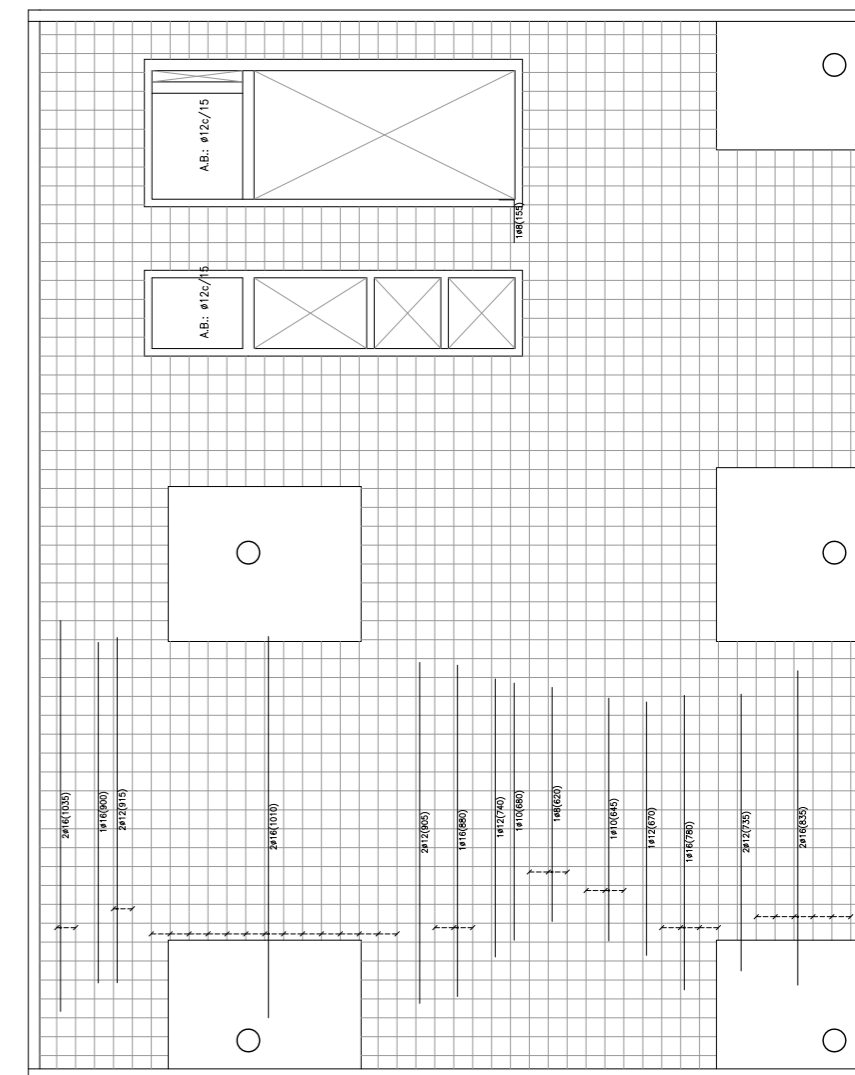 A.B.: ø12c/15
1ø8(155)
A.B.: ø12c/15
2ø16(1035)
1ø16(900)
2ø12(915)
2ø16(1010)
2ø12(905)
1ø16(880)
1ø12(740)
1ø10(680)
1ø8(620)
1ø10(645)
1ø12(670)
1ø16(780)
2ø12(735)
2ø16(835)